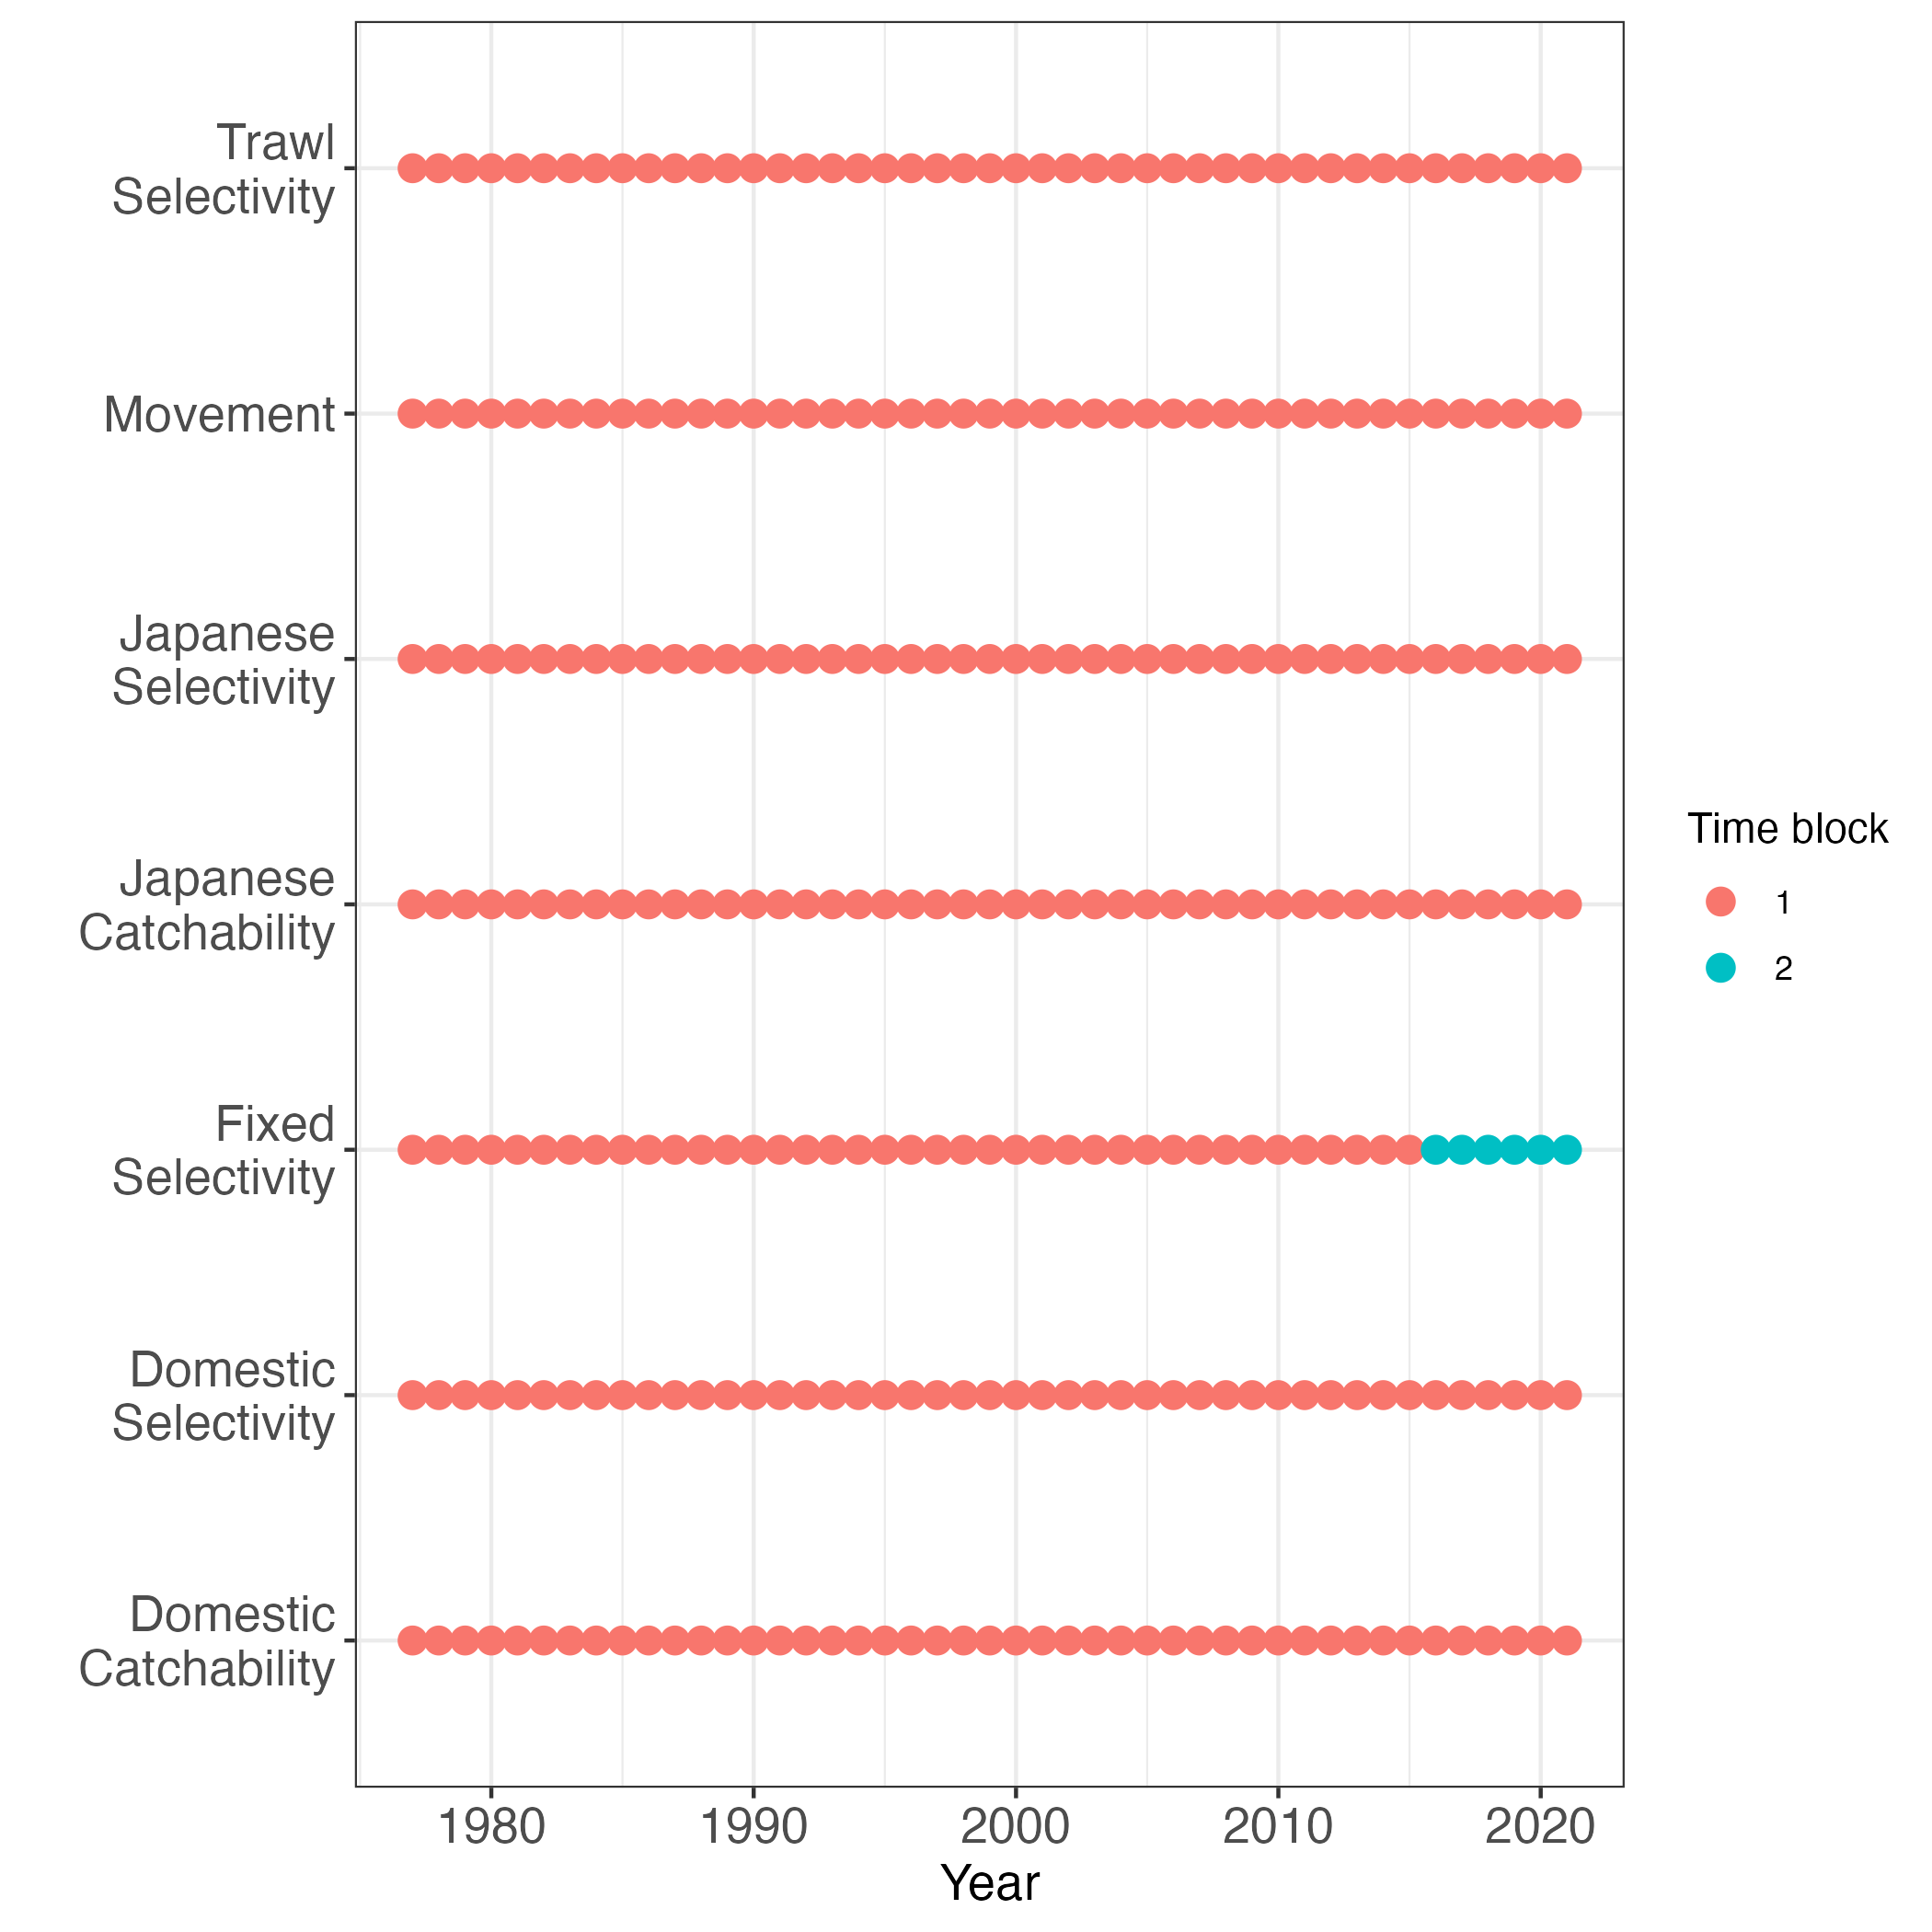 Trawl
Selectivity
Movement
Japanese
Selectivity
Japanese
Catchability
Fixed
Selectivity
Domestic
Selectivity
Domestic
Catchability
1980
1990
2000
2010
2020
Year
Time block
1
2